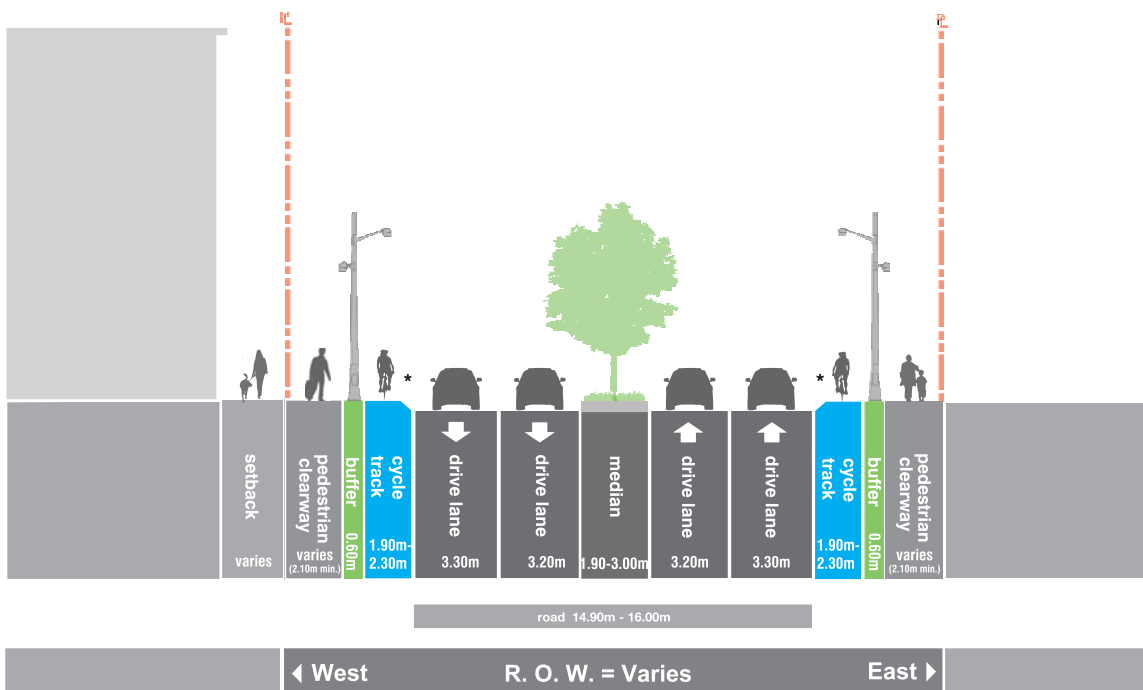 PL
PL
*
*
setback
varies
pedestrian
clearway
varies
(2.10m min.)
buffer
0.60m
cycle
track
1.90m-
2.30m
drive lane
3.30m
drive lane
3.20m
median
1.90-3.00m
drive lane
3.20m
drive lane
3.30m
cycle
track
1.90m-
2.30m
buffer
0.60m
pedestrian
clearway
varies
(2.10m min.)
road 14.90m - 16.00m
West
R. O. W. = Varies
East